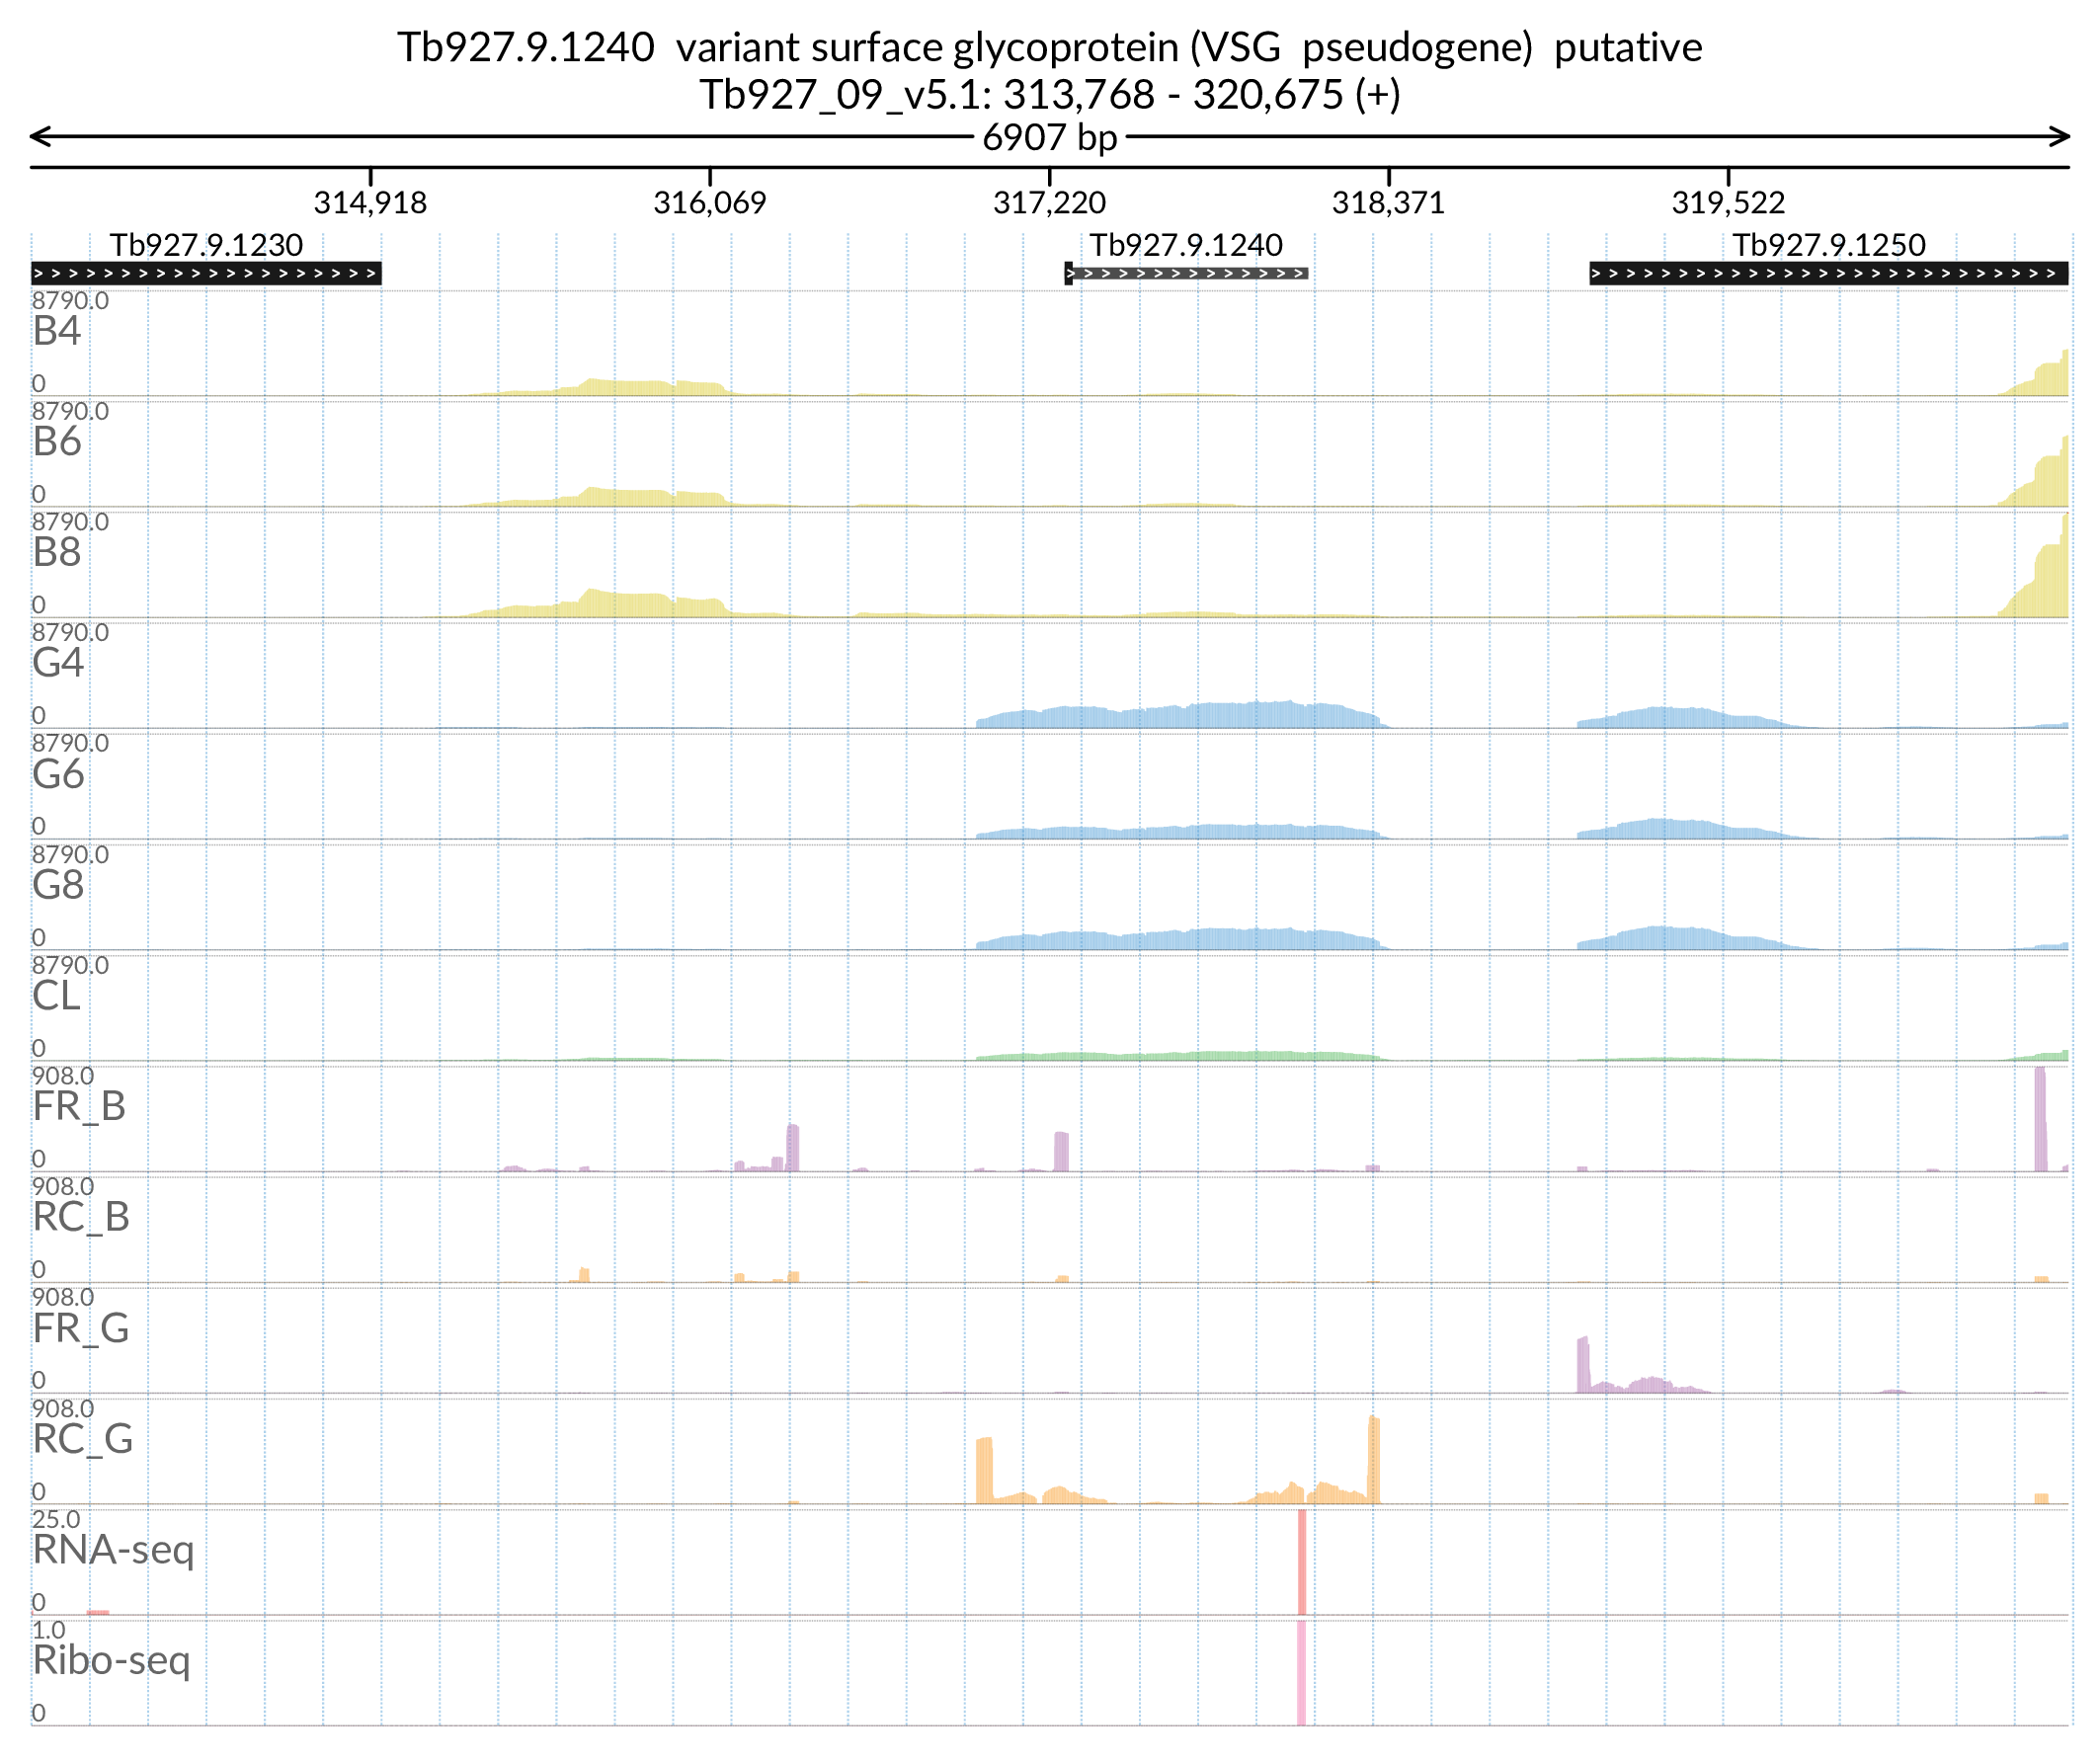 Tb927.9.1240 variant surface glycoprotein (VSG pseudogene) putative
Tb927_09_v5.1: 313,768 - 320,675 (+)
6907 bp
314,918 316,069 317,220 318,371 319,522
Tb927.9.1230 Tb927.9.1240 Tb927.9.1250
8790.0
B4
0
8790.0
B6
0
8790.0
B8
0
8790.0
G4
0
8790.0
G6
0
8790.0
G8
0
8790.0
CL
0
908.0
FR_B
0
908.0
RC_B
0
908.0
FR_G
0
908.0
RC_G
0
25.0
RNA-seq
0
1.0
Ribo-seq
0